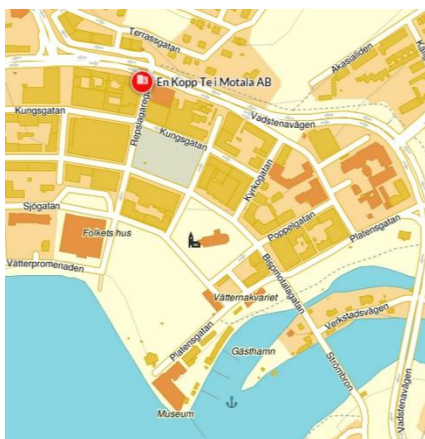 Terrassgatan
Akasialiden
En Kopp Te i Motala AB
Kungsgatan
Repslagareg
Kungsgatan
Vadstenavägen
Kyrkogatan
Sjögatan
Folkets hus
Poppelgatan
Platensgatan
Vätterpromenaden
Bispmotalagatan
Vätternakvariet
Verkstadsvägen
Platensgatan
Gästhamn
Strömbron
Vadstenavägen
Museum